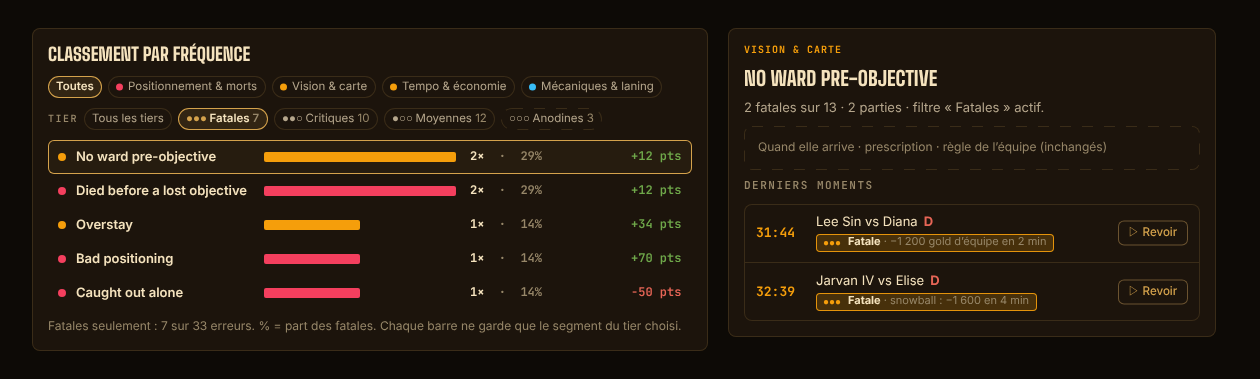 CLASSEMENT PAR FRÉQUENCE
Toutes Positionnement & morts Vision & carte Tempo & économie Mécaniques & laning
TIER Tous les tiers Fatales 7 Critiques 10 Moyennes 12 Anodines 3
No ward pre-objective 2× · 29% +12 pts
Died before a lost objective 2× · 29% +12 pts
Overstay 1× · 14% +34 pts
Bad positioning 1× · 14% +70 pts
Caught out alone 1× · 14% -50 pts
Fatales seulement : 7 sur 33 erreurs. % = part des fatales. Chaque barre ne garde que le segment du tier choisi.
VISION & CARTE
NO WARD PRE-OBJECTIVE
2 fatales sur 13 · 2 parties · filtre « Fatales » actif.
Quand elle arrive · prescription · règle de l'équipe (inchangés)
DERNIERS MOMENTS
31:44 Lee Sin vs Diana D
Fatale · −1 200 gold d'équipe en 2 min
▷ Revoir
32:39 Jarvan IV vs Elise D
Fatale · snowball : −1 600 en 4 min
▷ Revoir